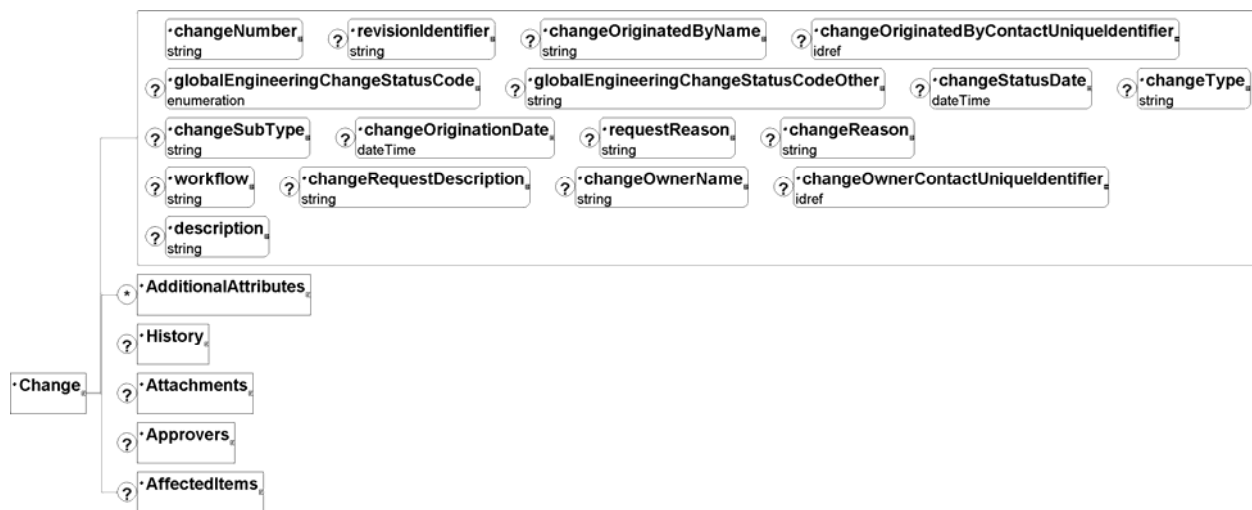 changeNumber ? revisionIdentifier ? changeOriginatedByName ? changeOriginatedByContactUniqueIdentifier
string string string idref
? globalEngineeringChangeStatusCode ? globalEngineeringChangeStatusCodeOther ? changeStatusDate ? changeType
enumeration string dateTime string
? changeSubType ? changeOriginationDate ? requestReason ? changeReason
string dateTime string string
? workflow ? changeRequestDescription ? changeOwnerName ? changeOwnerContactUniqueIdentifier
string string string idref
? description
string
* AdditionalAttributes
? History
Change
? Attachments
? Approvers
? AffectedItems